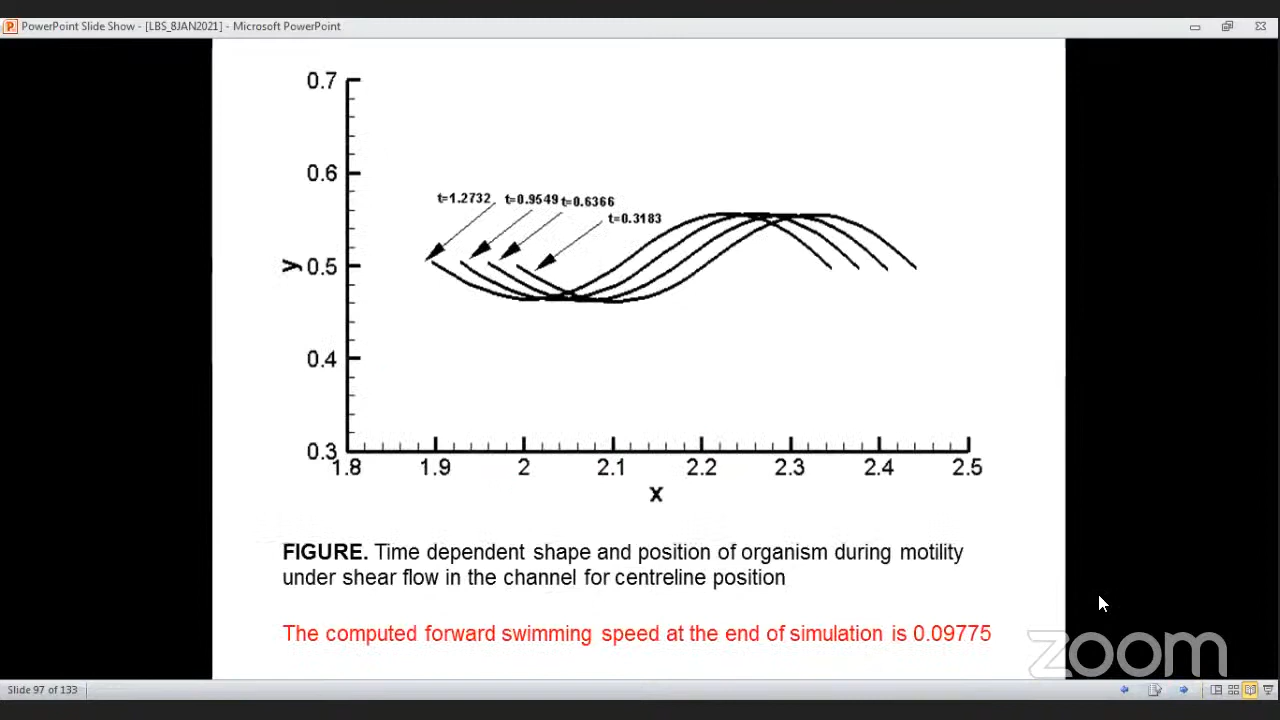 PowerPoint Slide Show - [LBS_8JAN2021] - Microsoft PowerPoint
0.7
0.6
t=1.2732 t=0.9549 t=0.6366
t=0.3183
y 0.5
0.4
0.3
1.8 1.9 2 2.1 2.2 2.3 2.4 2.5
x
FIGURE. Time dependent shape and position of organism during motility
under shear flow in the channel for centreline position
The computed forward swimming speed at the end of simulation is 0.09775
zoom
Slide 97 of 133